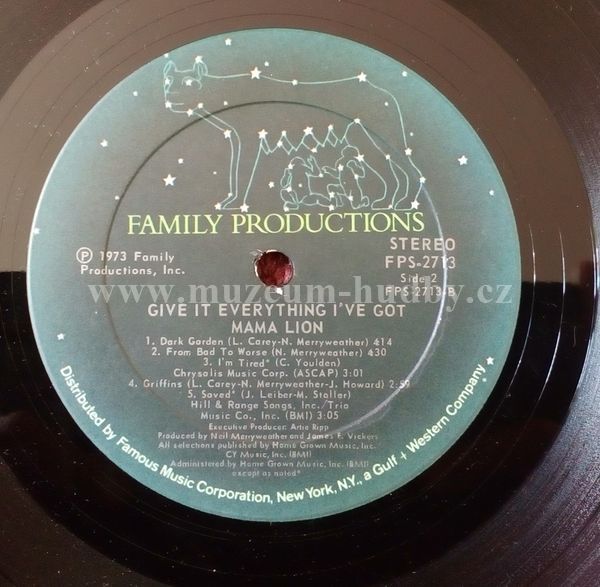 FAMILY PRODUCTIONS
℗ 1973 Family
Productions, Inc.
STEREO
FPS-2713
Side 2
FPS-2713-B
www.muzeum-hudby.cz
GIVE IT EVERYTHING I'VE GOT
MAMA LION
1. Dark Garden (L. Carey-N. Merryweather) 4:14
2. From Bad To Worse (N. Merryweather) 4:30
3. I'm Tired* (C. Youlden)
Chrysalis Music Corp. (ASCAP) 3:01
4. Griffins (L. Carey-N. Merryweather-J. Howard) 2:59
5. Saved* (J. Leiber-M. Stoller)
Hill & Range Songs, Inc./Trio
Music Co., Inc. (BMI) 3:05
Executive Producer: Artie Ripp
Produced by Neil Merryweather and James F. Vickers
All selections published by Home Grown Music, Inc.
CY Music, Inc. (BMI)
Administered by Home Grown Music, Inc. (BMI)
except as noted*
Distributed by Famous Music Corporation, New York, N.Y., a Gulf + Western Company